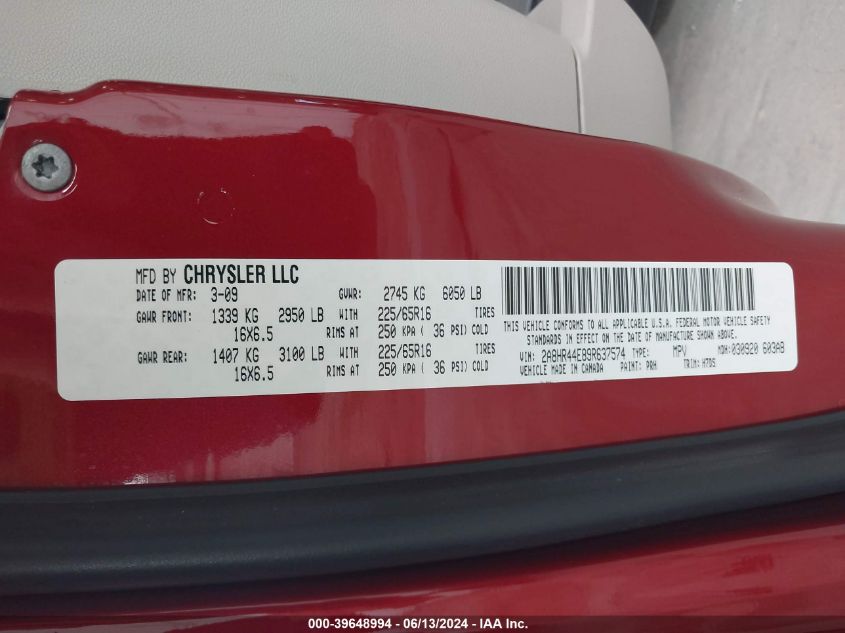 MFD BY CHRYSLER LLC
DATE OF MFR: 3-09 GVWR: 2745 KG 6050 LB
GAWR FRONT: 1339 KG 2950 LB WITH 225/65R16 TIRES
16X6.5 RIMS AT 250 KPA ( 36 PSI) COLD
GAWR REAR: 1407 KG 3100 LB WITH 225/65R16 TIRES
16X6.5 RIMS AT 250 KPA ( 36 PSI) COLD
THIS VEHICLE CONFORMS TO ALL APPLICABLE U.S.A. FEDERAL MOTOR VEHICLE SAFETY
STANDARDS IN EFFECT ON THE DATE OF MANUFACTURE SHOWN ABOVE.
VIN: 2A8HR44E89R637574 TYPE: MPV MDH: 030920 603AB
VEHICLE MADE IN CANADA PAINT: PRH TRIM: H7DS
000-39648994 - 06/13/2024 - IAA Inc.